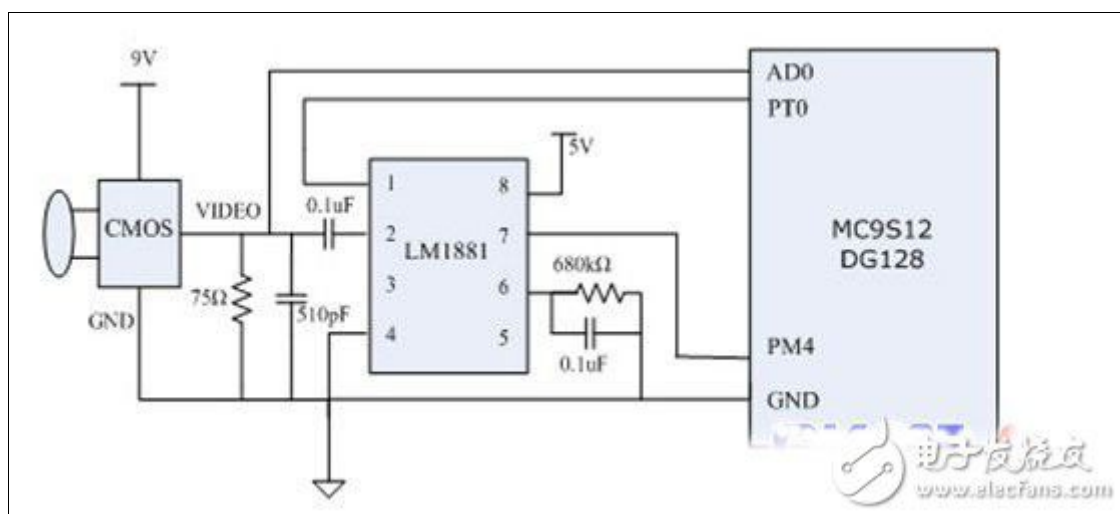 9V
CMOS
VIDEO
GND
75Ω
510pF
0.1uF
1
2
3
4
LM1881
8
7
6
5
5V
680kΩ
0.1uF
AD0
PT0
MC9S12
DG128
PM4
GND
电子发烧友
www.elecfans.com